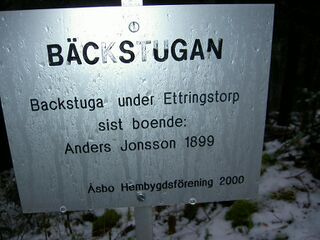 BÄCKSTUGAN
Backstuga under Ettringstorp
sist boende:
Anders Jonsson 1899
Åsbo Hembygdsförening 2000